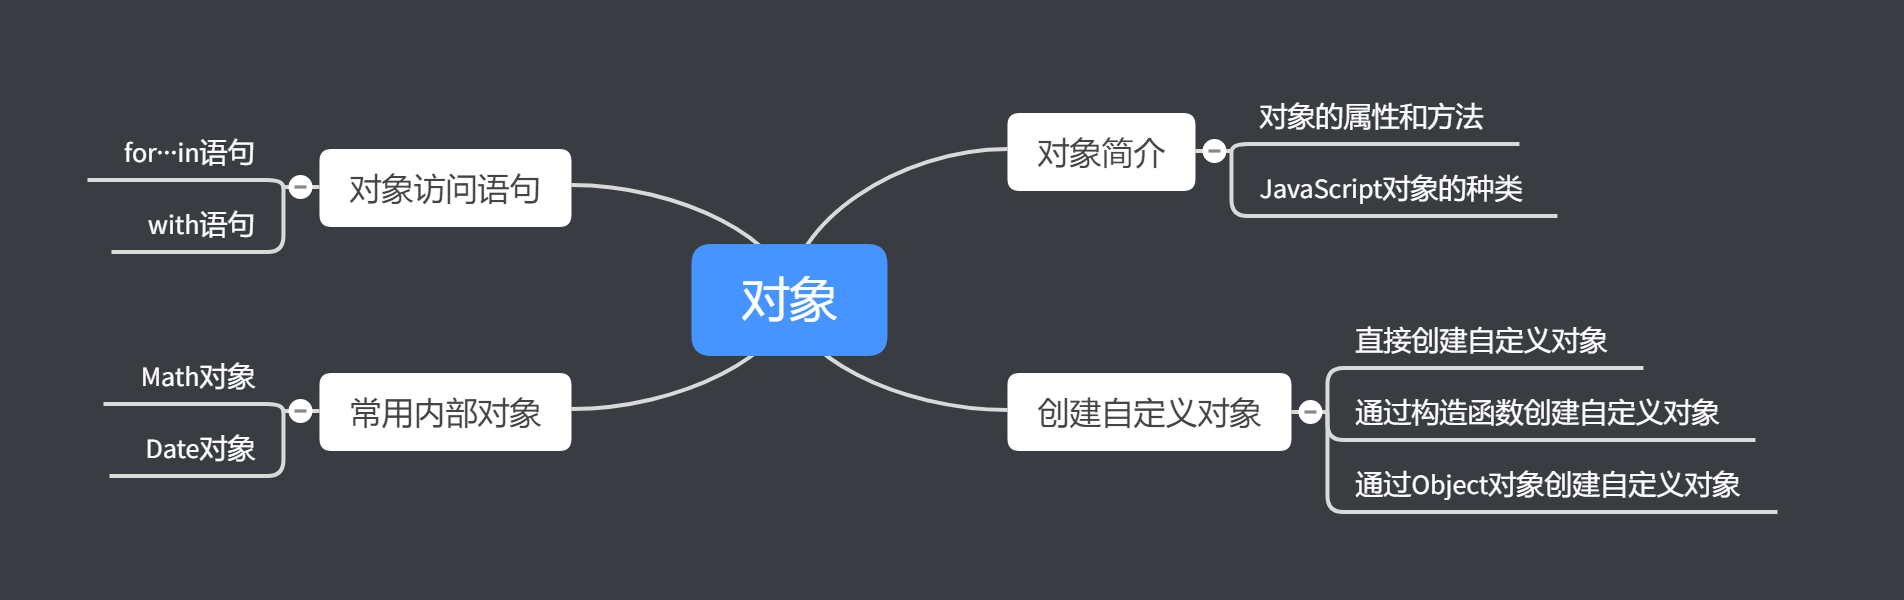 对象
对象简介
对象的属性和方法
JavaScript对象的种类
创建自定义对象
直接创建自定义对象
通过构造函数创建自定义对象
通过Object对象创建自定义对象
对象访问语句
for…in语句
with语句
常用内部对象
Math对象
Date对象